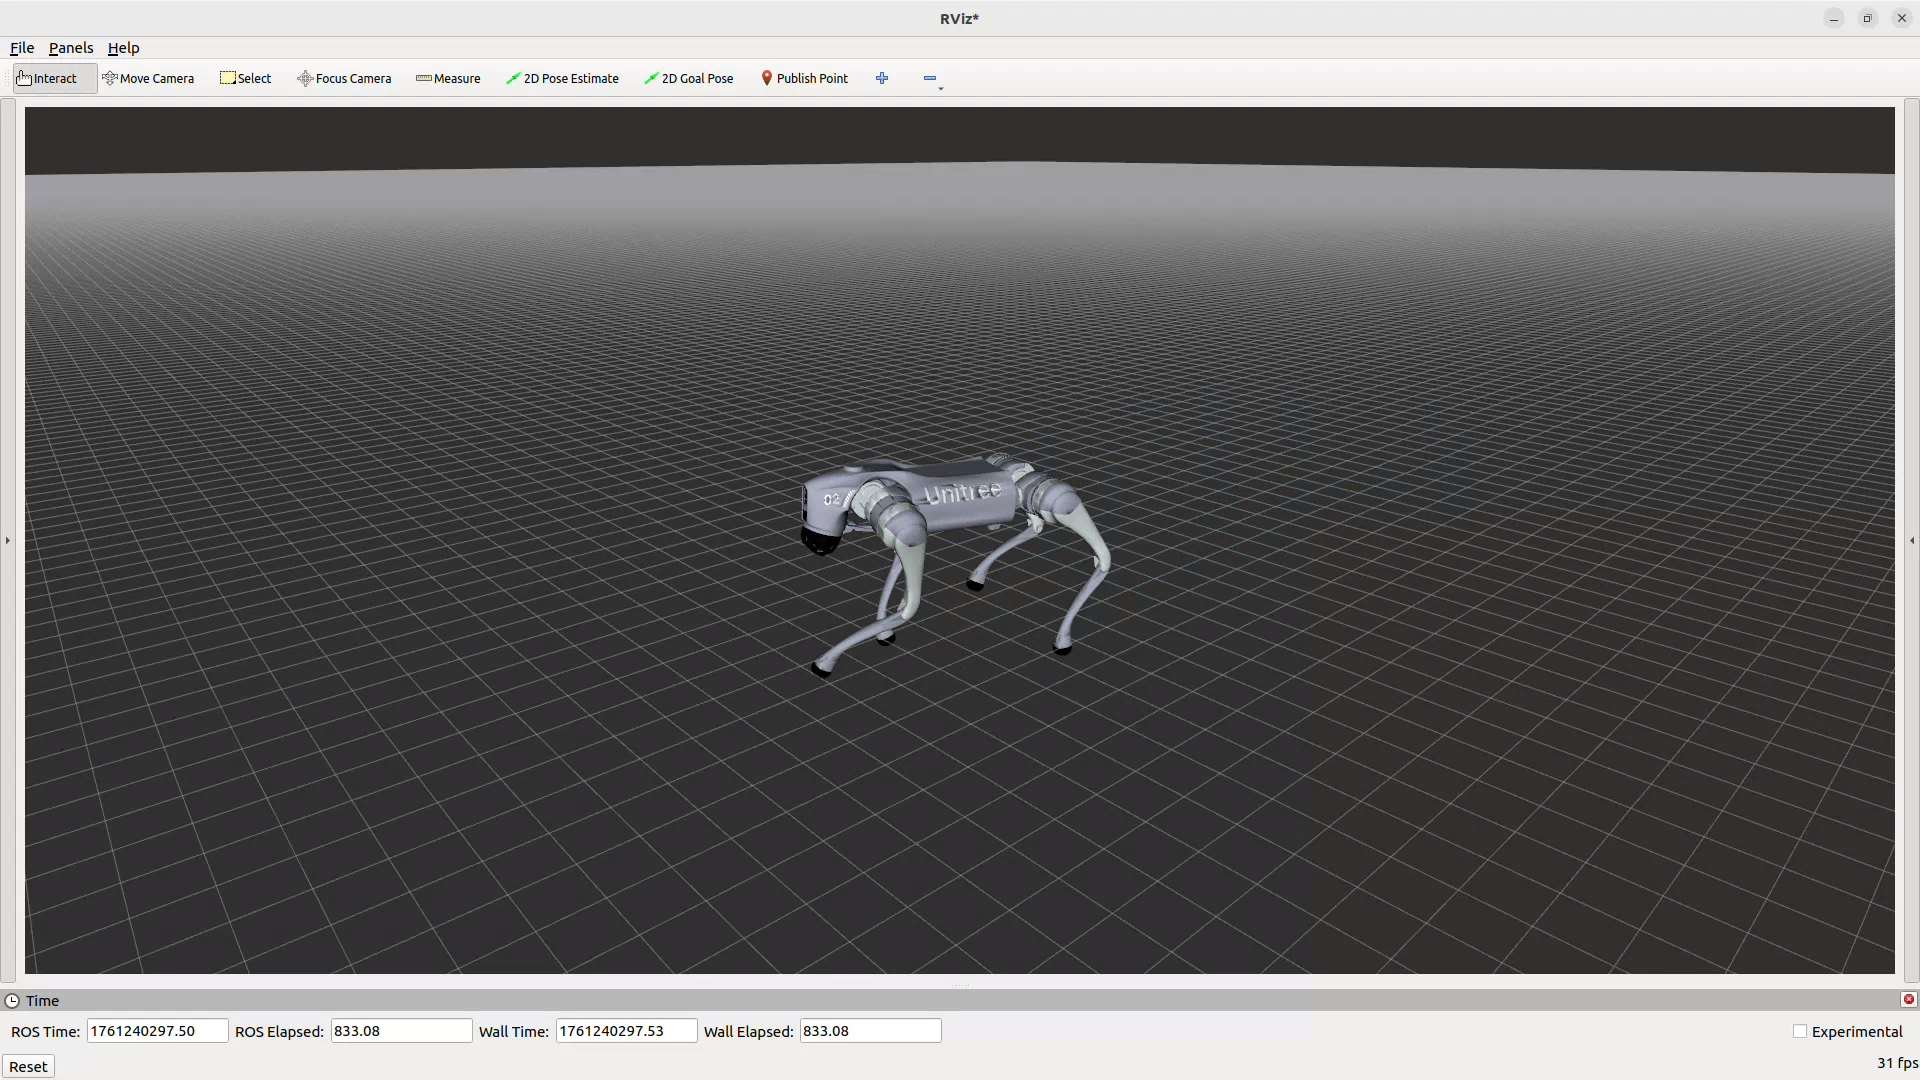 RViz*
File Panels Help
Interact Move Camera Select Focus Camera Measure 2D Pose Estimate 2D Goal Pose Publish Point
02 Unitree
Time
ROS Time: 1761240297.50 ROS Elapsed: 833.08 Wall Time: 1761240297.53 Wall Elapsed: 833.08 Experimental
Reset 31 fps